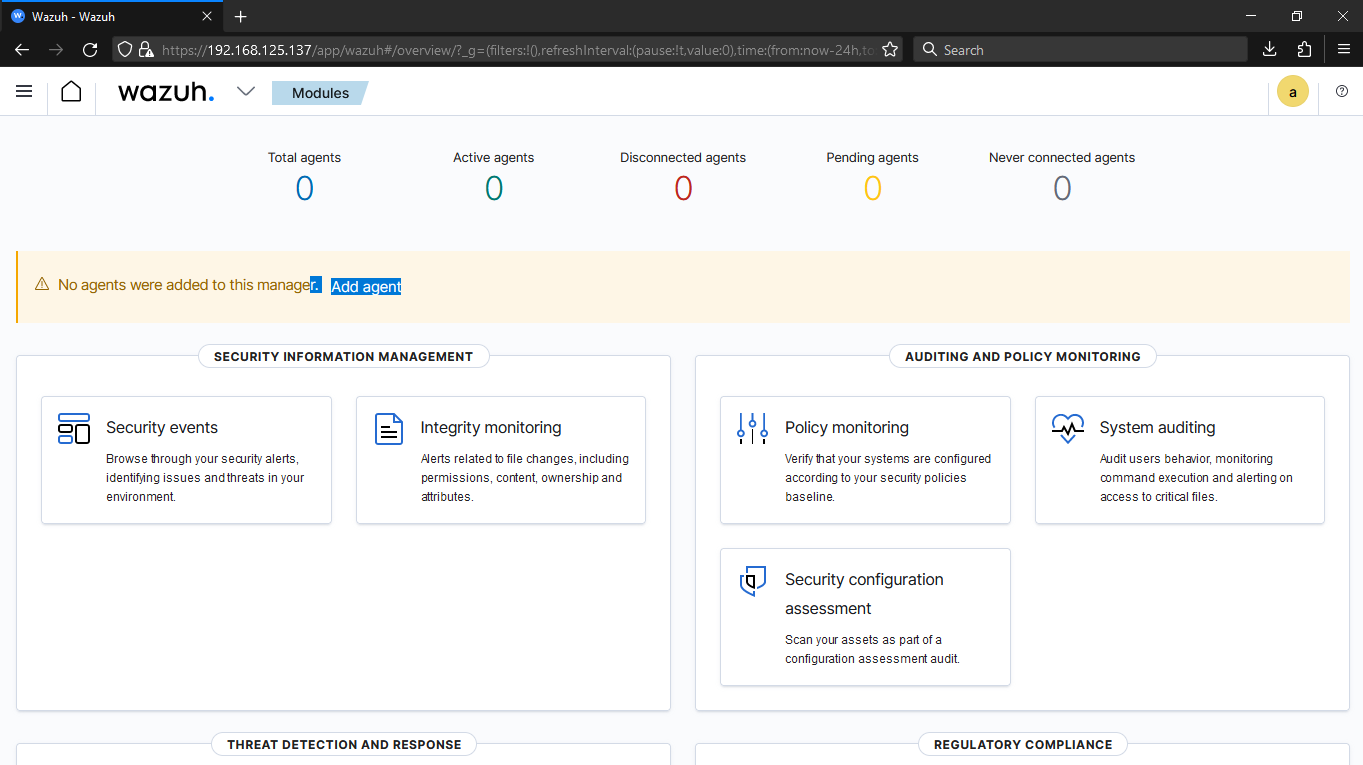 Wazuh - Wazuh
https://192.168.125.137/app/wazuh#/overview/?_g=(filters:!(),refreshInterval:(pause:!t,value:0),time:(from:now-24h,to
Search
wazuh.
Modules
a
Total agents
Active agents
Disconnected agents
Pending agents
Never connected agents
0
0
0
0
0
No agents were added to this manager. Add agent
SECURITY INFORMATION MANAGEMENT
Security events
Browse through your security alerts,
identifying issues and threats in your
environment.
Integrity monitoring
Alerts related to file changes, including
permissions, content, ownership and
attributes.
AUDITING AND POLICY MONITORING
Policy monitoring
Verify that your systems are configured
according to your security policies
baseline.
System auditing
Audit users behavior, monitoring
command execution and alerting on
access to critical files.
Security configuration
assessment
Scan your assets as part of a
configuration assessment audit.
THREAT DETECTION AND RESPONSE
REGULATORY COMPLIANCE